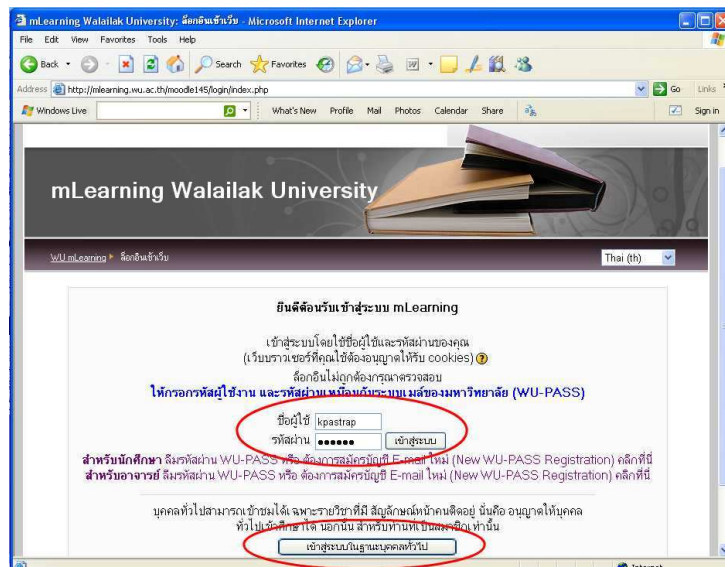 mLearning Walailak University: ล็อกอินเข้าเว็บ - Microsoft Internet Explorer
File Edit View Favorites Tools Help
Back Search Favorites
Address http://mlearning.wu.ac.th/moodle145/login/index.php Go Links
Windows Live What's New Profile Mail Photos Calendar Share Sign in
mLearning Walailak University
WU mLearning ล็อกอินเข้าเว็บ Thai (th)
ยินดีต้อนรับเข้าสู่ระบบ mLearning
เข้าสู่ระบบโดยใช้ชื่อผู้ใช้และรหัสผ่านของคุณ
(เว็บบราวเซอร์ที่คุณใช้ต้องอนุญาตให้รับ cookies)
ล็อกอินไม่ถูกต้องกรุณาตรวจสอบ
ให้กรอกรหัสผู้ใช้งาน และรหัสผ่านเหมือนกับระบบเมล์ของมหาวิทยาลัย (WU-PASS)
ชื่อผู้ใช้ kpastrap
รหัสผ่าน ●●●●●● เข้าสู่ระบบ
สำหรับนักศึกษา ลืมรหัสผ่าน WU-PASS หรือ ต้องการสมัครบัญชี E-mail ใหม่ (New WU-PASS Registration) คลิกที่นี่
สำหรับอาจารย์ ลืมรหัสผ่าน WU-PASS หรือ ต้องการสมัครบัญชี E-mail ใหม่ (New WU-PASS Registration) คลิกที่นี่
บุคคลทั่วไปสามารถเข้าชมได้เฉพาะรายวิชาที่มี สัญลักษณ์หน้าคนติดอยู่ นั่นคือ อนุญาตให้บุคคล
ทั่วไปเข้าศึกษาได้ นอกนั้น สำหรับท่านที่เป็นสมาชิกเท่านั้น
เข้าสู่ระบบในฐานะบุคคลทั่วไป